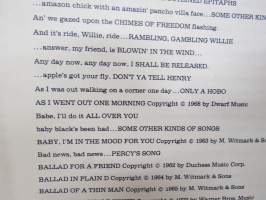 EPITAPHS
...amazon chick with an amazin' pancho villa face...SOME OTHER KIN
An' we gazed upon the CHIMES OF FREEDOM flashing
And it's ride, Willie, ride...RAMBLING, GAMBLING WILLIE
...answer, my friend, is BLOWIN' IN THE WIND...
Any day now, any day now, I SHALL BE RELEASED
...apple's got your fly. DON'T YA TELL HENRY
As I was out walking on a corner one day...ONLY A HOBO
AS I WENT OUT ONE MORNING Copyright © 1968 by Dwarf Music
Babe, I'll do it ALL OVER YOU
baby black's been had...SOME OTHER KINDS OF SONGS
BABY, I'M IN THE MOOD FOR YOU Copyright © 1963 by M. Witmark &
Bad news, bad news...PERCY'S SONG
BALLAD FOR A FRIEND Copyright © 1962 by Duchess Music Corp.
BALLAD IN PLAIN D Copyright © 1964 by M. Witmark & Sons
BALLAD OF A THIN MAN Copyright © 1965 by M. Witmark & Sons
Warner Bros. Music